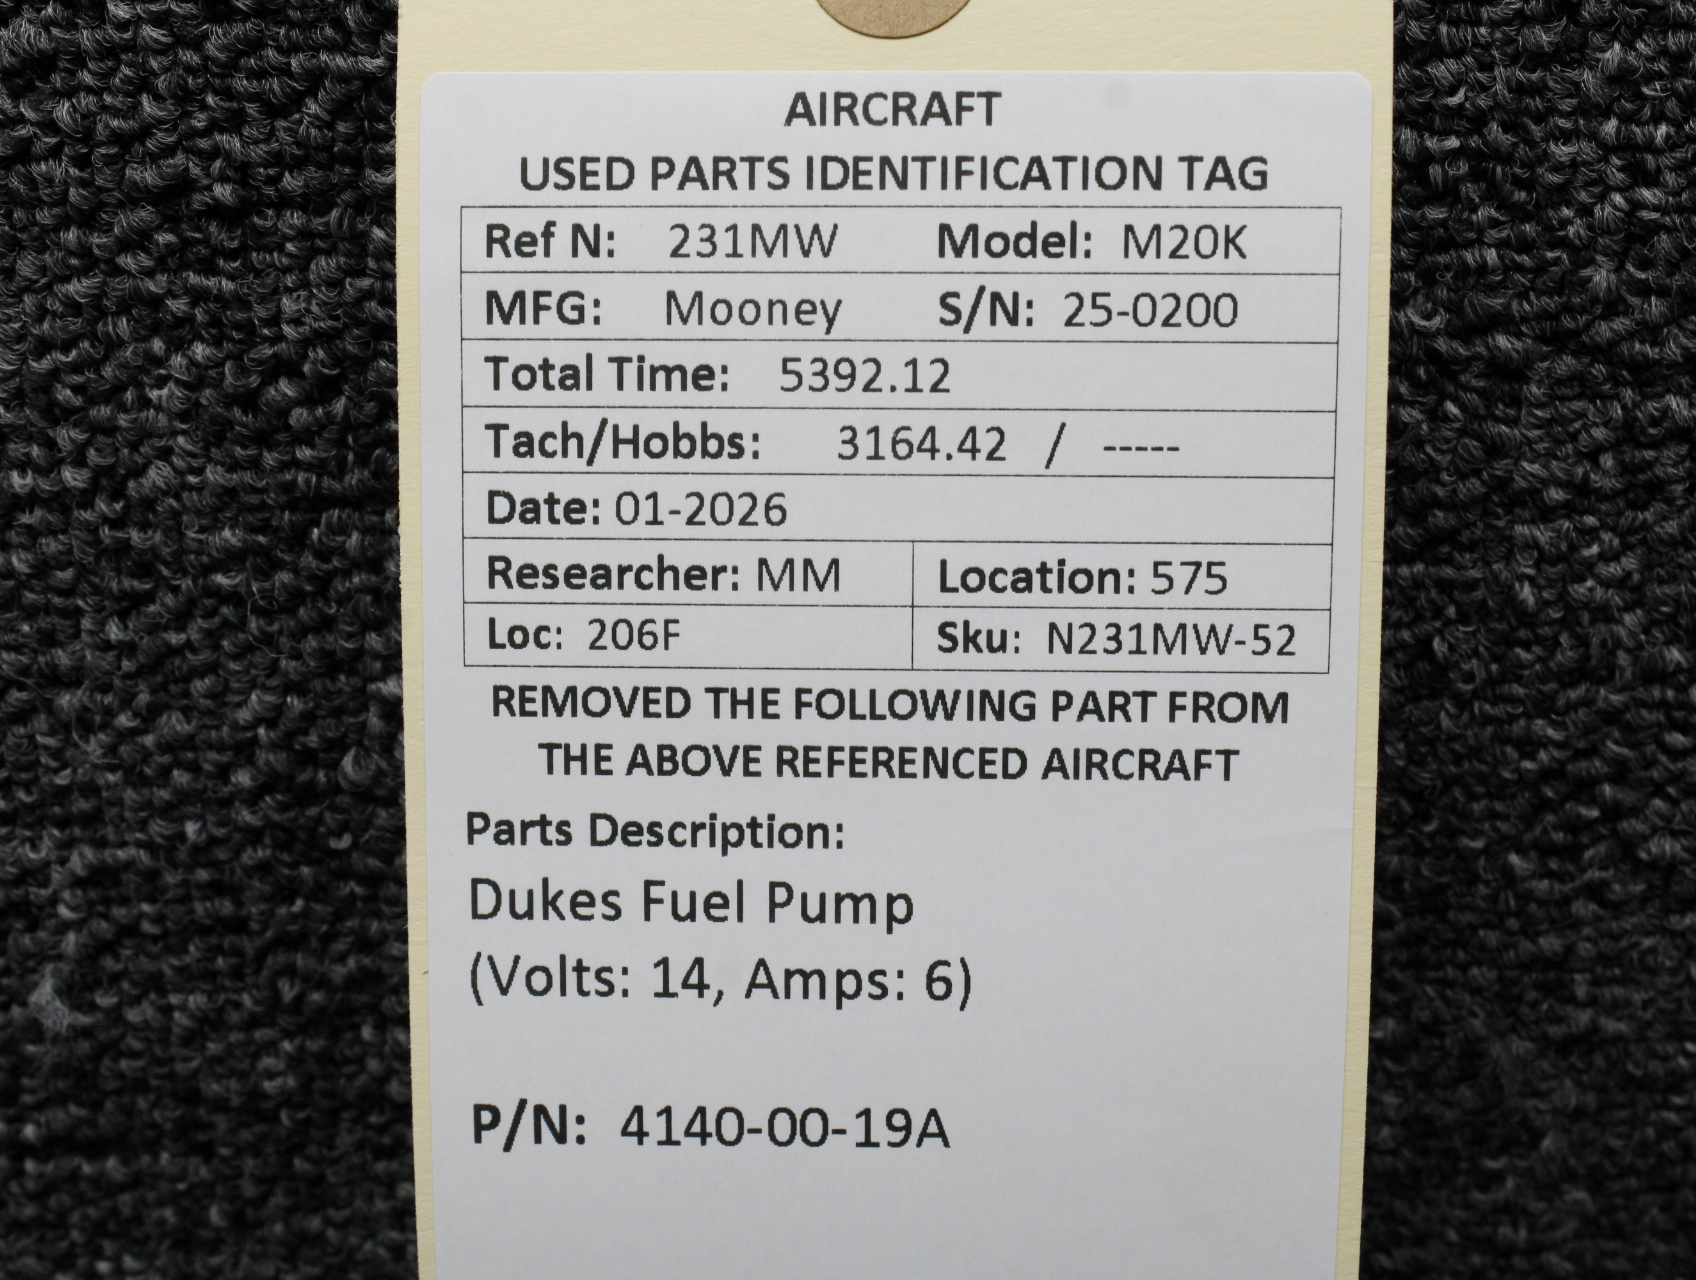 AIRCRAFT
USED PARTS IDENTIFICATION TAG
Ref N: 231MW Model: M20K
MFG: Mooney S/N: 25-0200
Total Time: 5392.12
Tach/Hobbs: 3164.42 / -----
Date: 01-2026
Researcher: MM Location: 575
Loc: 206F Sku: N231MW-52
REMOVED THE FOLLOWING PART FROM
THE ABOVE REFERENCED AIRCRAFT
Parts Description:
Dukes Fuel Pump
(Volts: 14, Amps: 6)
P/N: 4140-00-19A